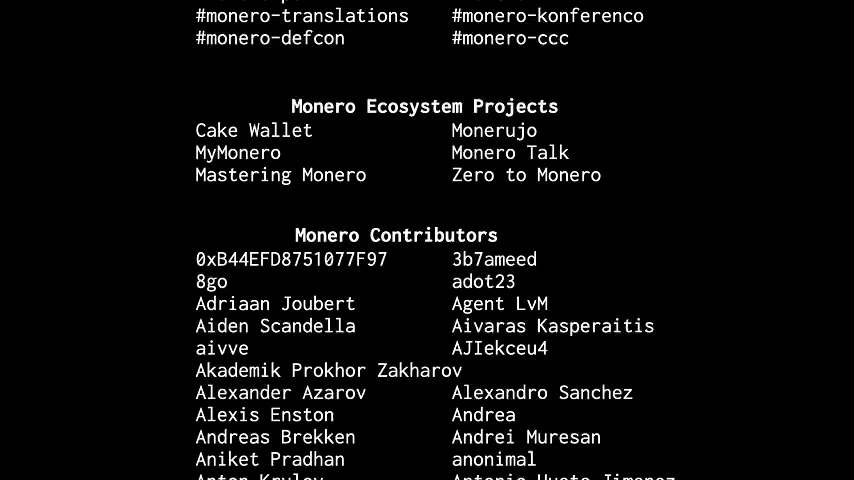 #monero-translations #monero-konferenco
#monero-defcon #monero-ccc
Monero Ecosystem Projects
Cake Wallet Monerujo
MyMonero Monero Talk
Mastering Monero Zero to Monero
Monero Contributors
0xB44EFD8751077F97 3b7ameed
8go adot23
Adriaan Joubert Agent LvM
Aiden Scandella Aivaras Kasperaitis
aivve AJIekceu4
Akademik Prokhor Zakharov
Alexander Azarov Alexandro Sanchez
Alexis Enston Andrea
Andreas Brekken Andrei Muresan
Aniket Pradhan anonimal